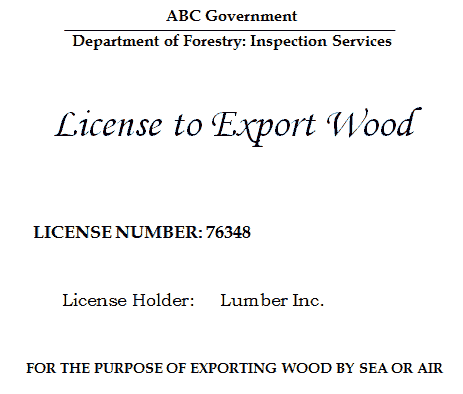 ABC Government
Department of Forestry: Inspection Services
License to Export Wood
LICENSE NUMBER: 76348
License Holder: Lumber Inc.
FOR THE PURPOSE OF EXPORTING WOOD BY SEA OR AIR